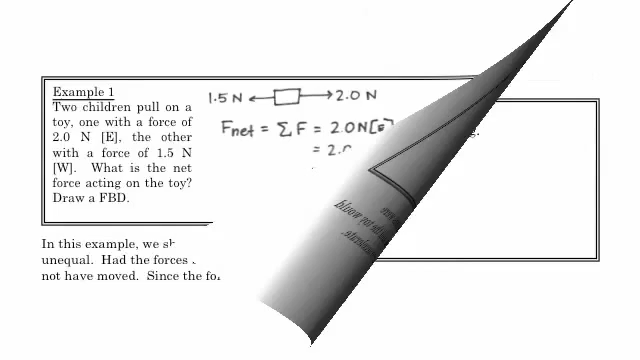 Example 1
Two children pull on a
toy, one with a force of
2.0 N [E], the other
with a force of 1.5 N
[W]. What is the net
force acting on the toy?
Draw a FBD.
1.5 N 2.0 N
Fnet = ΣF = 2.0N[E]
= 2.0
In this example, we
unequal. Had the forces
not have moved. Since the